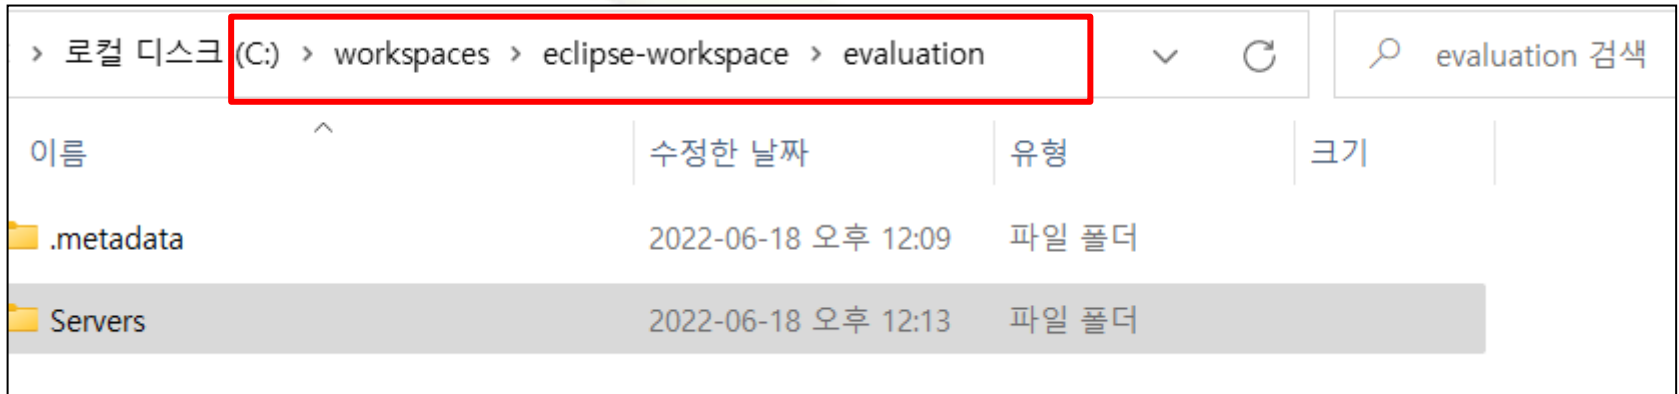 › 로컬 디스크 (C:) › workspaces › eclipse-workspace › evaluation evaluation 검색
이름 수정한 날짜 유형 크기
.metadata 2022-06-18 오후 12:09 파일 폴더
Servers 2022-06-18 오후 12:13 파일 폴더